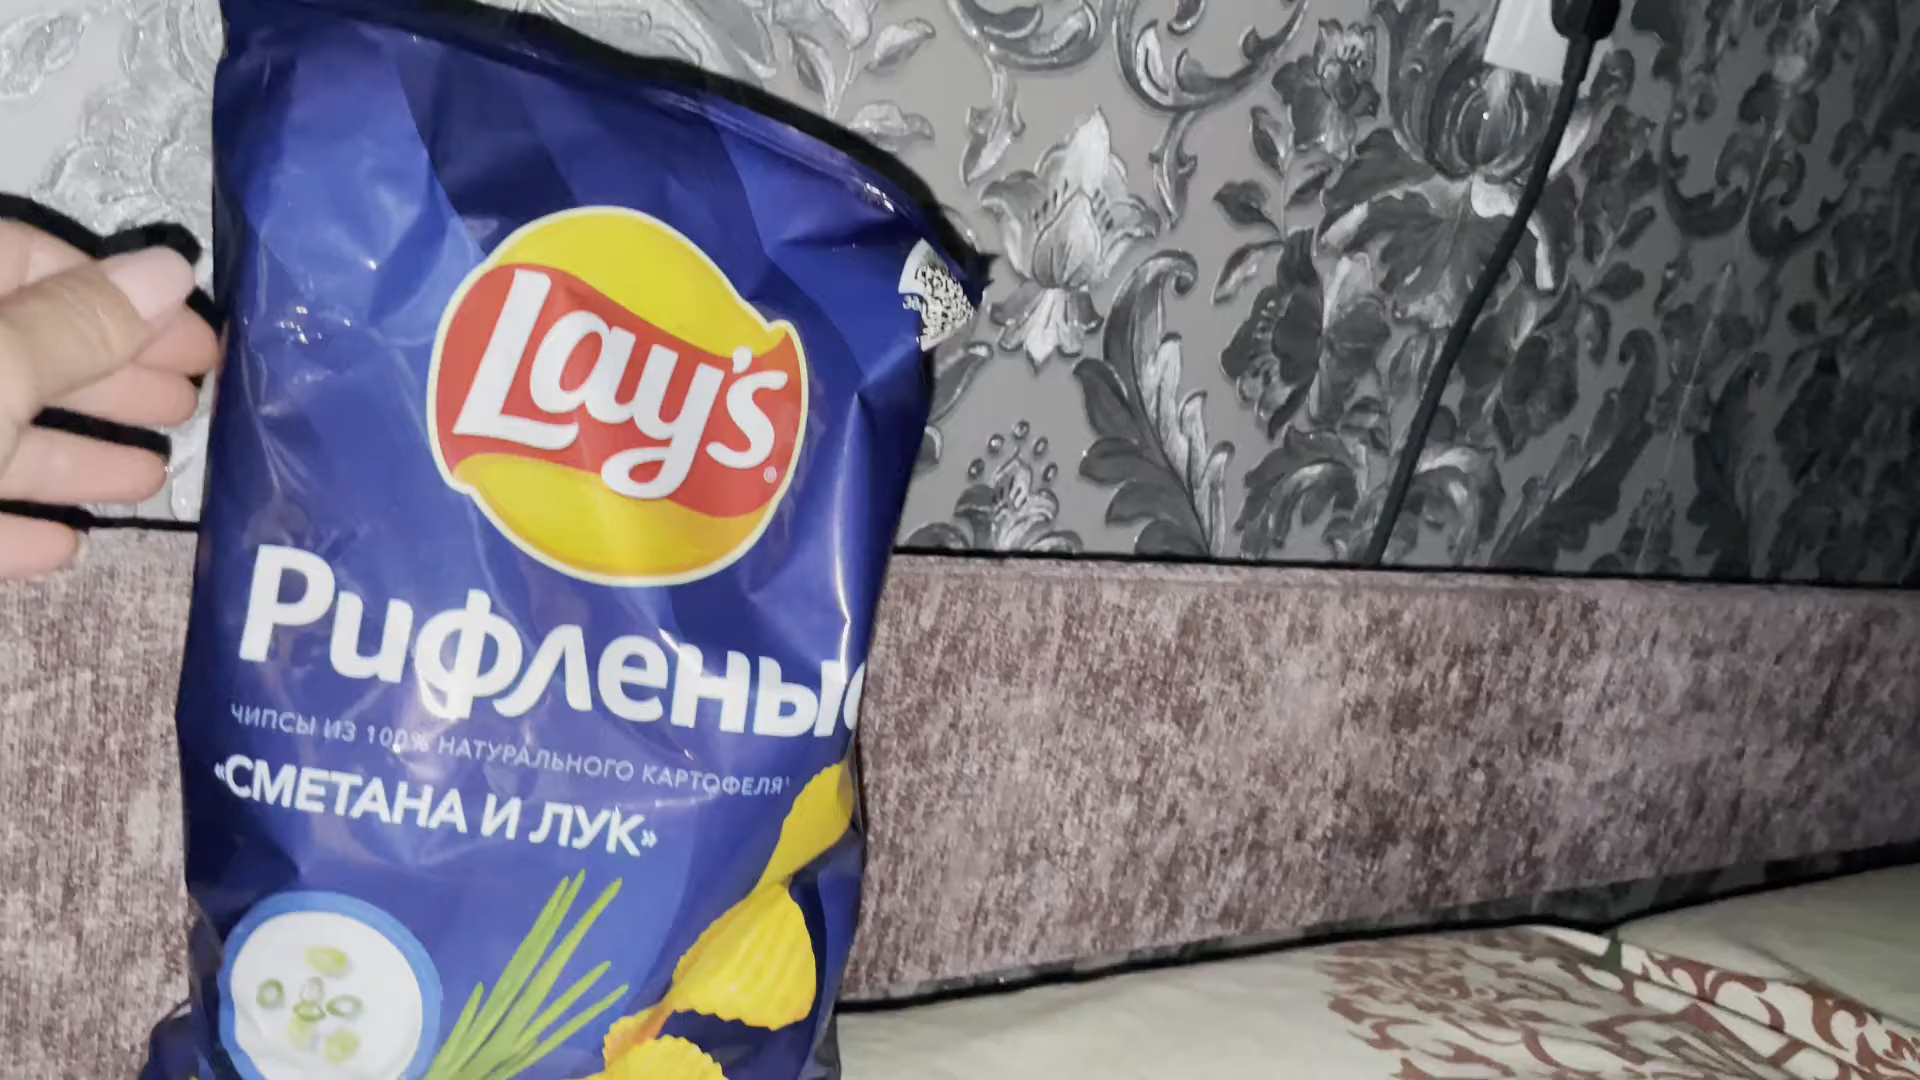 Lay's
Рифленые
ЧИПСЫ ИЗ 100% НАТУРАЛЬНОГО КАРТОФЕЛЯ
«СМЕТАНА И ЛУК»